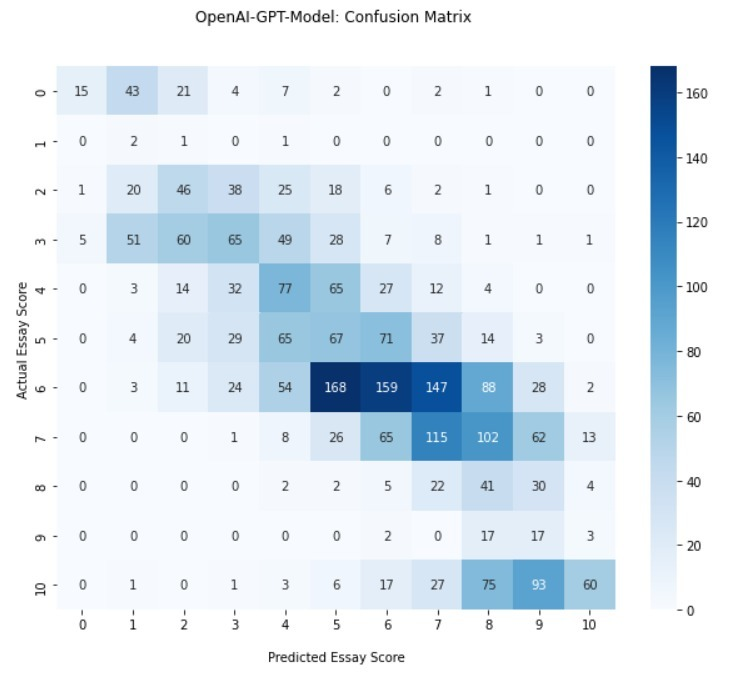 OpenAI-GPT-Model: Confusion Matrix
0 15 43 21 4 7 2 0 2 1 0 0
1 0 2 1 0 1 0 0 0 0 0 0
2 1 20 46 38 25 18 6 2 1 0 0
3 5 51 60 65 49 28 7 8 1 1 1
4 0 3 14 32 77 65 27 12 4 0 0
5 0 4 20 29 65 67 71 37 14 3 0
6 0 3 11 24 54 168 159 147 88 28 2
7 0 0 0 1 8 26 65 115 102 62 13
8 0 0 0 0 2 2 5 22 41 30 4
9 0 0 0 0 0 0 2 0 17 17 3
10 0 1 0 1 3 6 17 27 75 93 60
0 1 2 3 4 5 6 7 8 9 10
Actual Essay Score
Predicted Essay Score
160
140
120
100
80
60
40
20
0